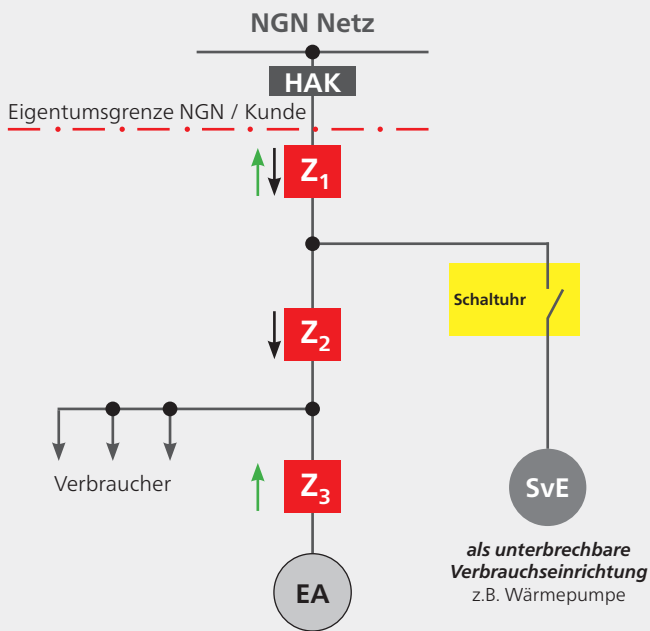 NGN Netz
HAK
Eigentumsgrenze NGN / Kunde
Z1
Schaltuhr
Z2
Verbraucher
Z3
SvE
als unterbrechbare
Verbrauchseinrichtung
z.B. Wärmepumpe
EA